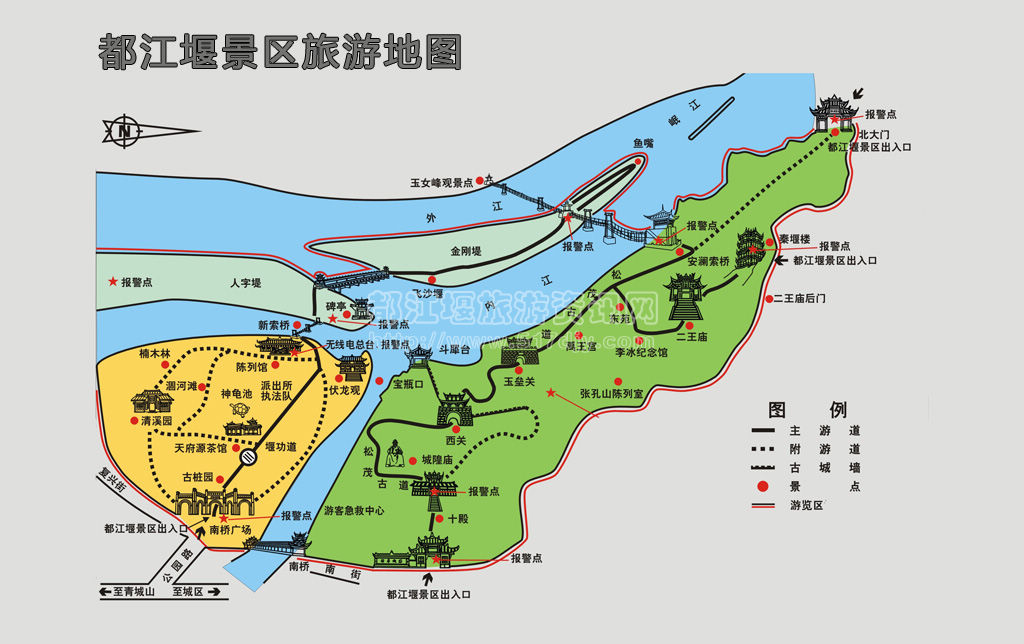 都江堰景区旅游地图
N
岷江
报警点
北大门
都江堰景区出入口
鱼嘴
玉女峰观景点
外江
报警点
报警点
秦堰楼
报警点
都江堰景区出入口
安澜索桥
金刚堤
人字堤
报警点
飞沙堰
内江
松茂古道
二王庙后门
碑亭
报警点
新索桥
东苑
禹王宫
二王庙
李冰纪念馆
无线电总台 报警点
斗犀台
楠木林
陈列馆
伏龙观
宝瓶口
玉垒关
张孔山陈列室
洄河滩
派出所
执法队
神龟池
清溪园
天府源茶馆
堰功道
西关
松茂古道
城隍庙
古桩园
报警点
十殿
报警点
游客急救中心
都江堰景区出入口
南桥广场
复兴街
公园路
南桥
南街
报警点
都江堰景区出入口
至青城山
至城区
图例
主游道
附游道
古城墙
景点
游览区
都江堰旅游资讯网